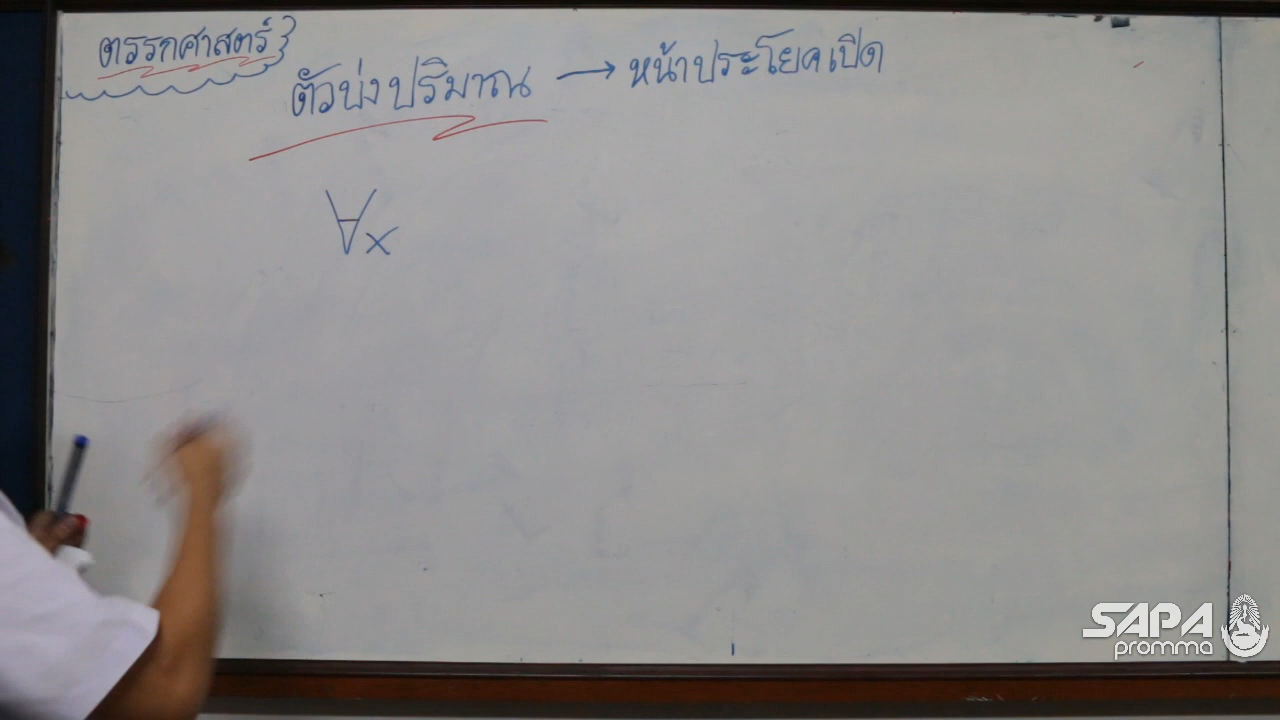 ตรรกศาสตร์
ตัวบ่งปริมาณ → หน้าประโยคเปิด
∀x
SAPA
promma